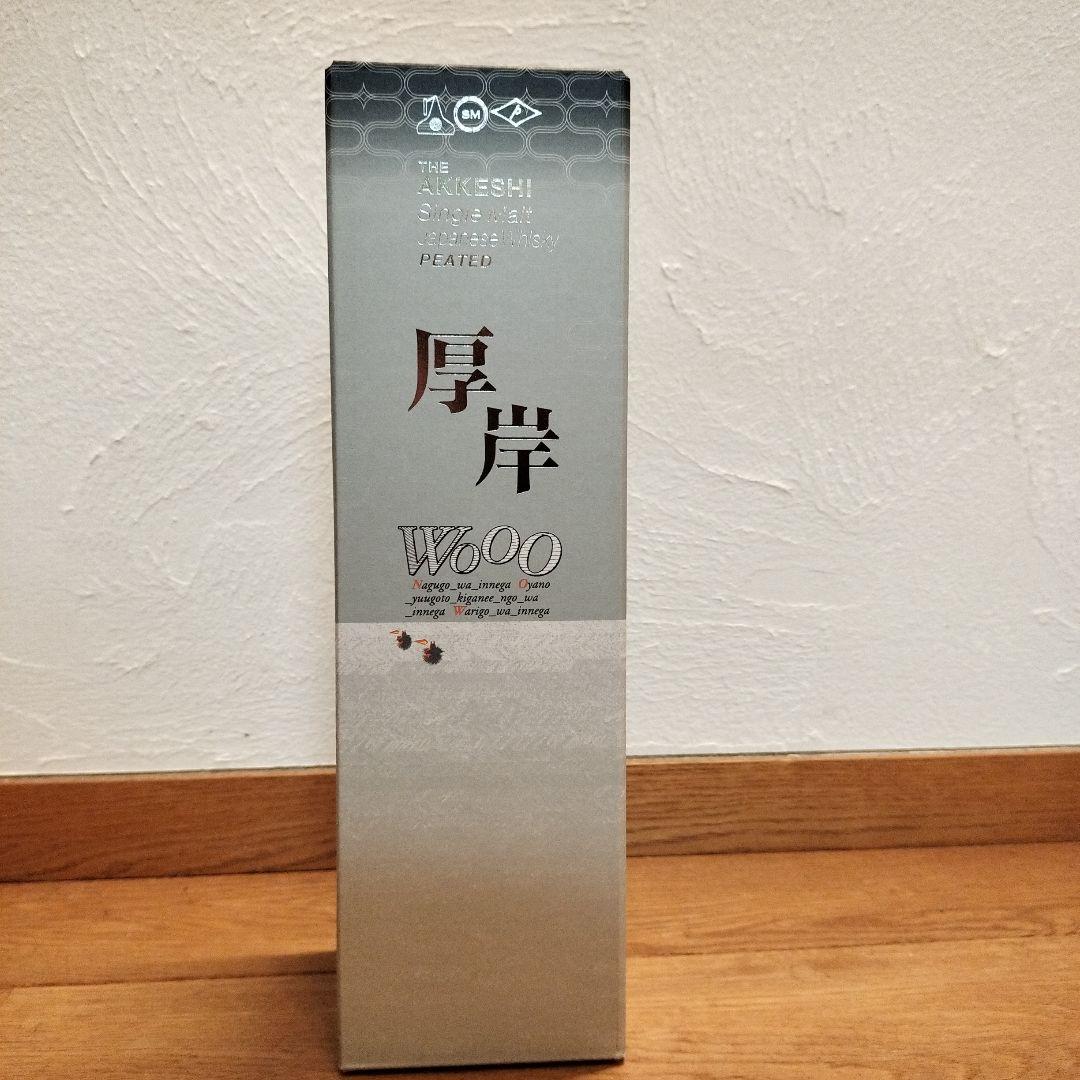 SM
P
THE
AKKESHI
Single Malt
Japanese Whisky
PEATED
厚岸
WoOO
Nagugo_wa_innega Oyano
_yuugoto_kiganee_ngo_wa
_innega Warigo_wa_innega